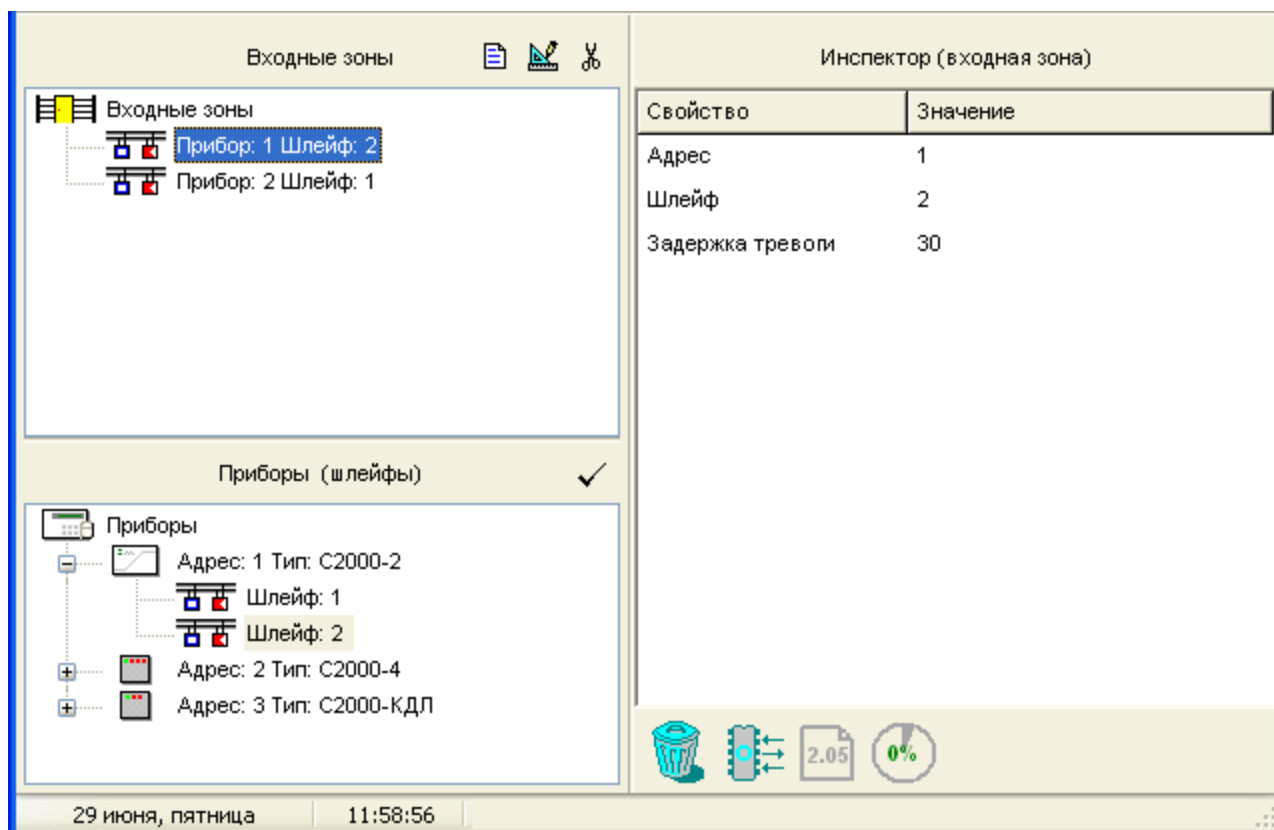 Входные зоны
Входные зоны
Прибор: 1 Шлейф: 2
Прибор: 2 Шлейф: 1
Приборы (шлейфы)
Приборы
Адрес: 1 Тип: С2000-2
Шлейф: 1
Шлейф: 2
Адрес: 2 Тип: С2000-4
Адрес: 3 Тип: С2000-КДЛ
Инспектор (входная зона)
Свойство Значение
Адрес 1
Шлейф 2
Задержка тревоги 30
2.05 0%
29 июня, пятница 11:58:56